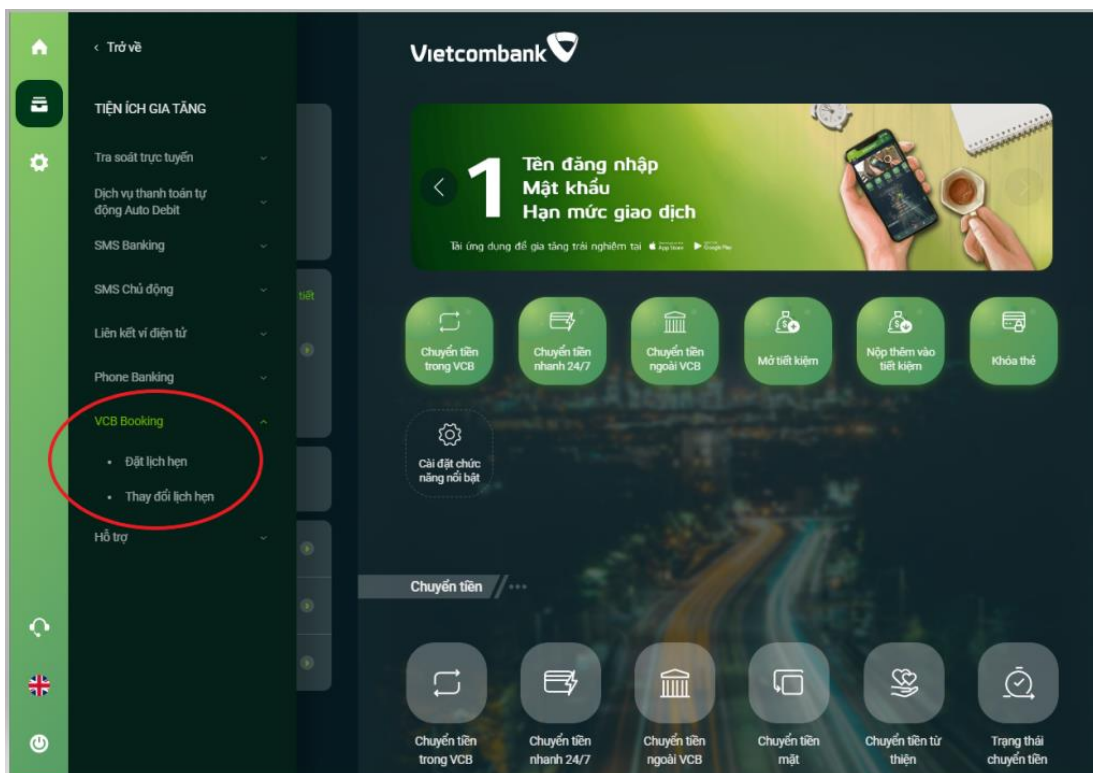 Trở về
TIỆN ÍCH GIA TĂNG
Tra soát trực tuyến
Dịch vụ thanh toán tự
động Auto Debit
SMS Banking
SMS Chủ động
Liên kết ví điện tử
Phone Banking
VCB Booking
• Đặt lịch hẹn
• Thay đổi lịch hẹn
Hỗ trợ
tiết
Vietcombank
1
Tên đăng nhập
Mật khẩu
Hạn mức giao dịch
Tải ứng dụng để gia tăng trải nghiệm tại App Store Google Play
Chuyển tiền
trong VCB
Chuyển tiền
nhanh 24/7
Chuyển tiền
ngoài VCB
Mở tiết kiệm
Nộp thêm vào
tiết kiệm
Khóa thẻ
Cài đặt chức
năng nổi bật
Chuyển tiền
Chuyển tiền
trong VCB
Chuyển tiền
nhanh 24/7
Chuyển tiền
ngoài VCB
Chuyển tiền
mặt
Chuyển tiền từ
thiện
Trạng thái
chuyển tiền